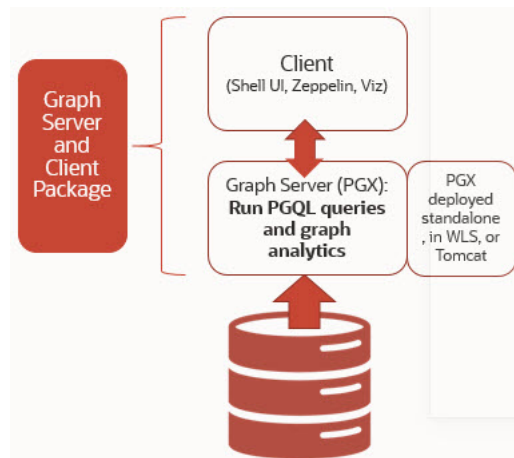 Graph
Server
and
Client
Package
Client
(Shell UI, Zeppelin, Viz)
Graph Server (PGX):
Run PGQL queries
and graph
analytics
PGX
deployed
standalone
, in WLS, or
Tomcat